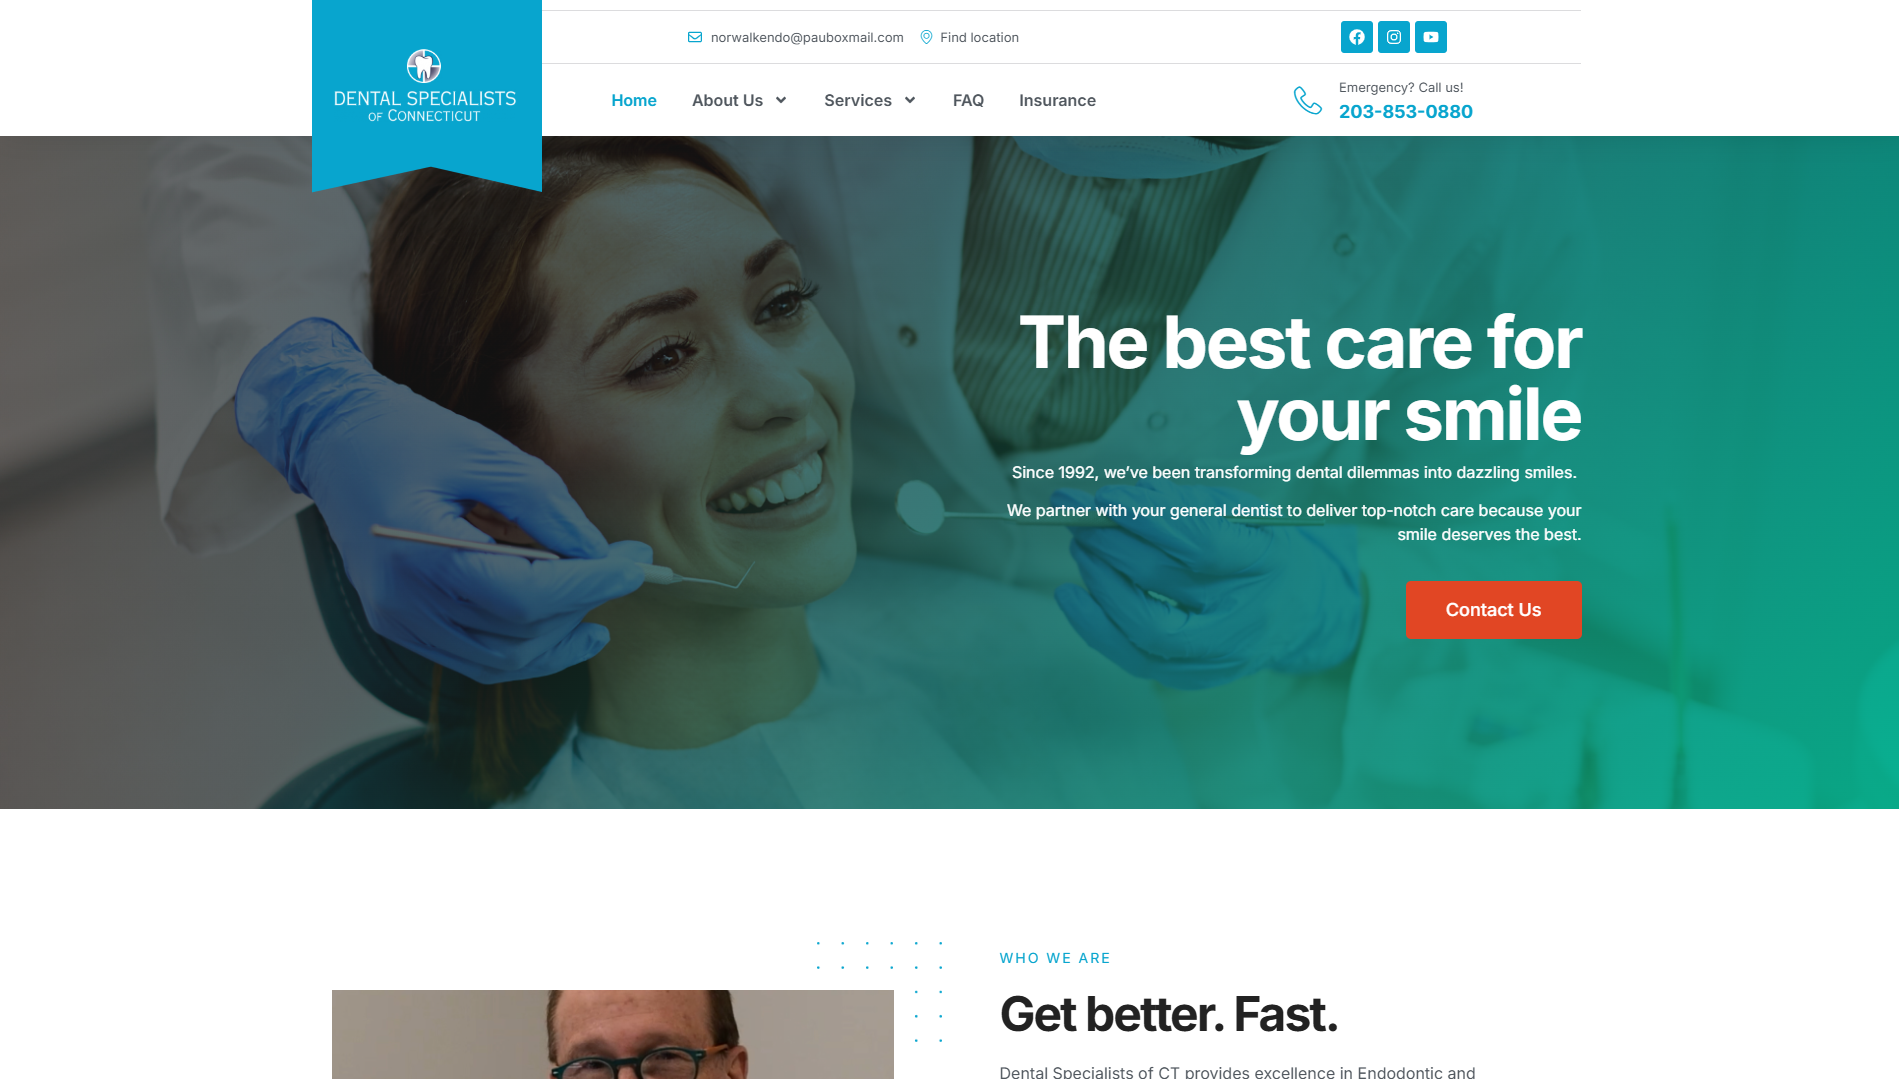 DENTAL SPECIALISTS
OF CONNECTICUT
norwalkendo@pauboxmail.com
Find location
Home
About Us
Services
FAQ
Insurance
Emergency? Call us!
203-853-0880
The best care for
your smile
Since 1992, we’ve been transforming dental dilemmas into dazzling smiles.
We partner with your general dentist to deliver top-notch care because your
smile deserves the best.
Contact Us
WHO WE ARE
Get better. Fast.
Dental Specialists of CT provides excellence in Endodontic and